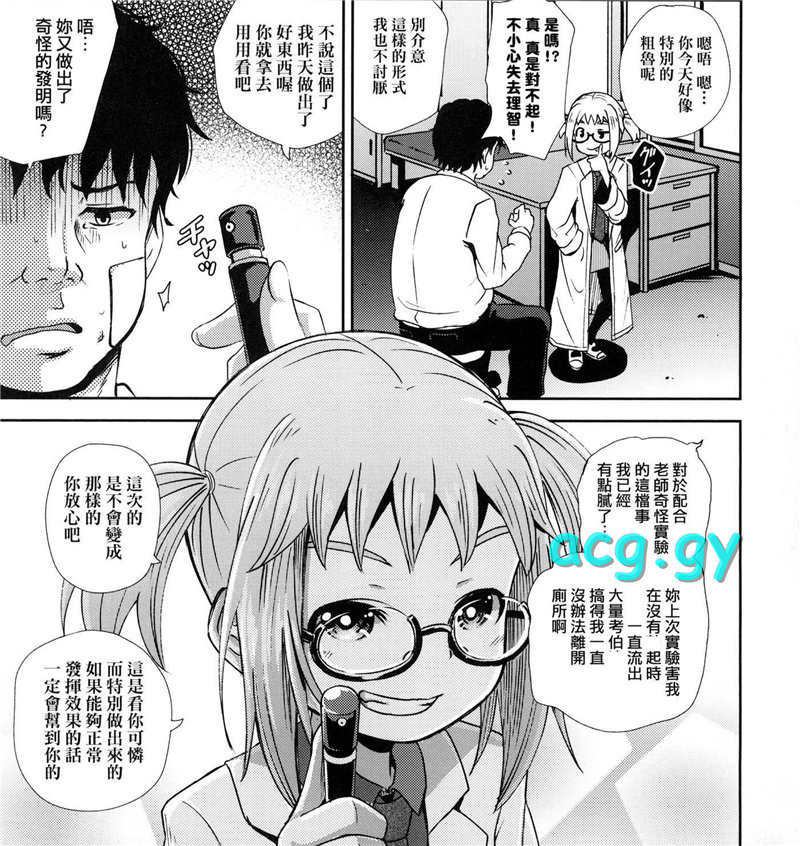 嗯唔 嗯…
你今天好像
特別的
粗魯呢
是嗎!?
真 真是對不起!
不小心失去理智!
グイッ
別介意
這樣的形式
我也不討厭
不說這個了
我昨天做出了
好東西喔
你就拿去
用用看吧
チャッ
唔…
妳又做出了
奇怪的發明嗎?
對於配合
老師奇怪實驗
的這檔事
我已經
有點膩了…
妳上次實驗害我
在沒有 起時
一直流出
大量考伯
搞得我一直
沒辦法離開
廁所啊
這次的
是不會變成
那樣的
你放心吧
這是看你可憐
而特別做出來的
如果能夠正常
發揮效果的話
一定會幫到你的
acg.gy